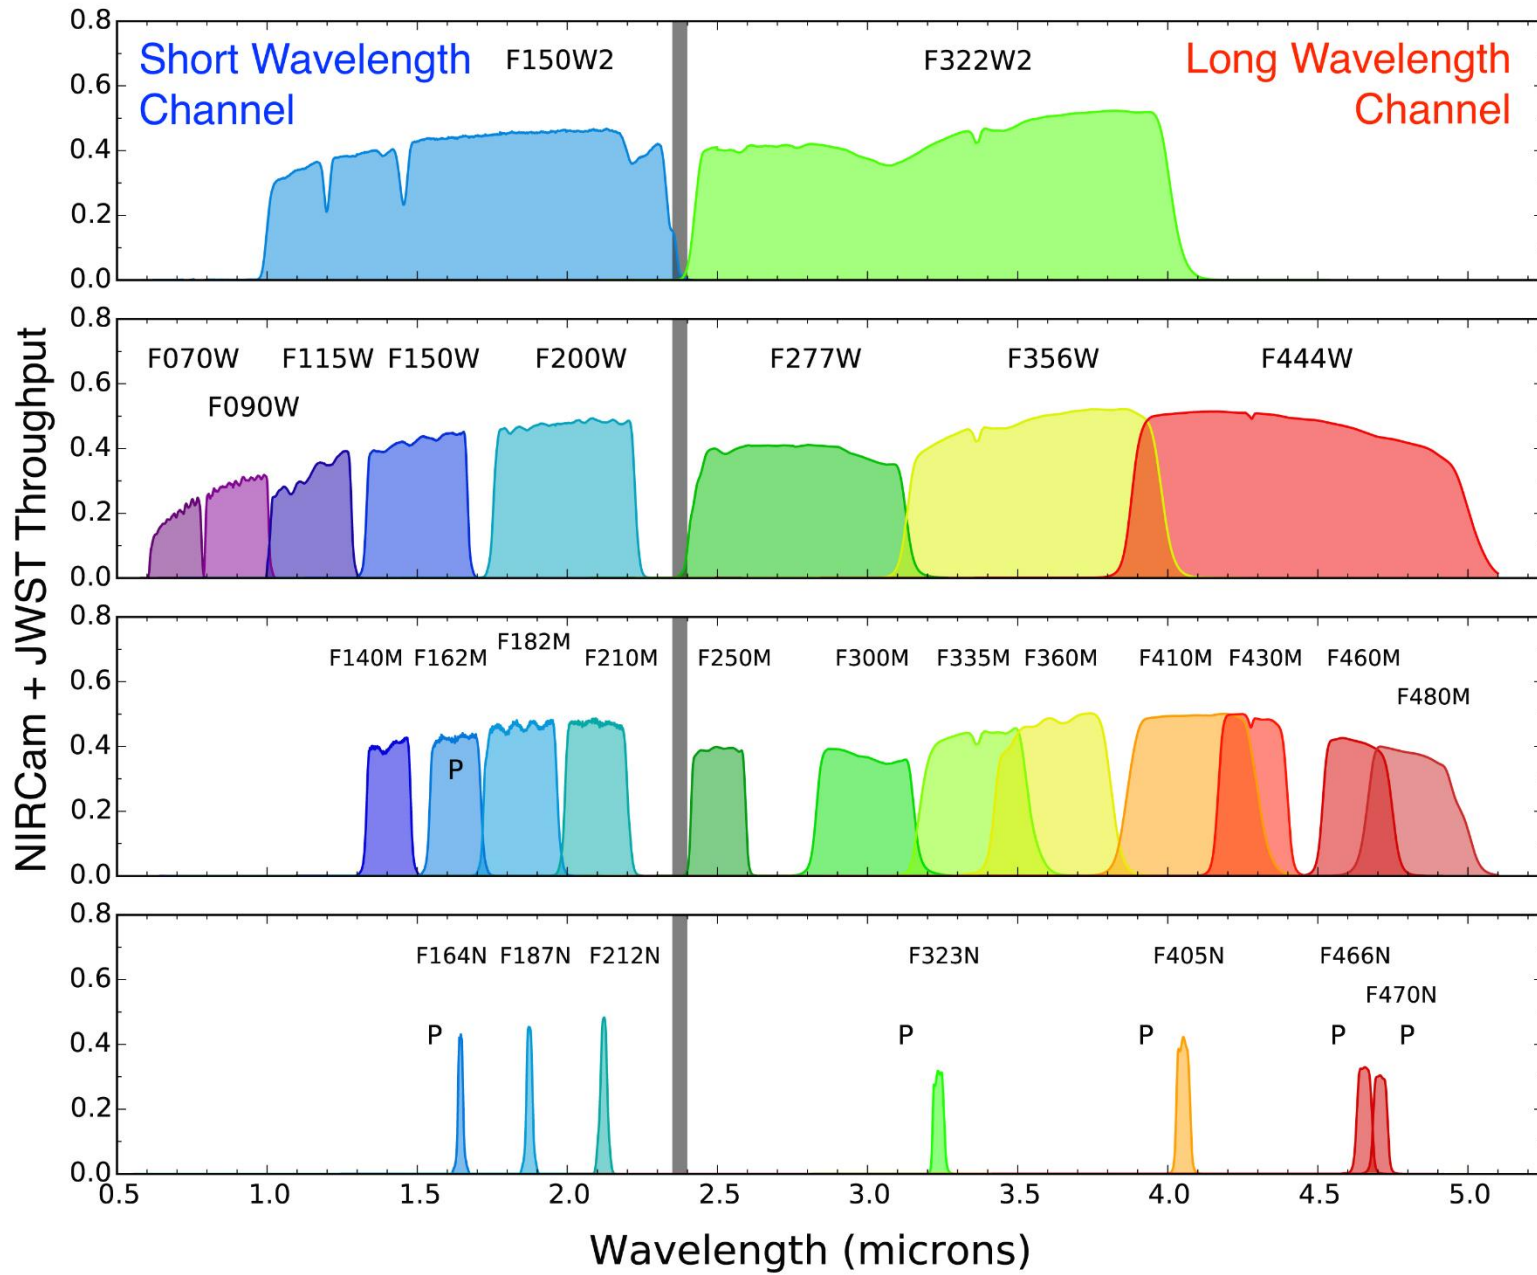 NIRCam + JWST Throughput
Short Wavelength
Channel
F150W2
F322W2
Long Wavelength
Channel
0.8
0.6
0.4
0.2
0.0
F070W
F090W
F115W
F150W
F200W
F277W
F356W
F444W
0.8
0.6
0.4
0.2
0.0
F140M
F162M
F182M
F210M
F250M
F300M
F335M
F360M
F410M
F430M
F460M
F480M
P
0.8
0.6
0.4
0.2
0.0
F164N
F187N
F212N
F323N
F405N
F466N
F470N
P
P
P
P
P
0.8
0.6
0.4
0.2
0.0
0.5
1.0
1.5
2.0
2.5
3.0
3.5
4.0
4.5
5.0
Wavelength (microns)